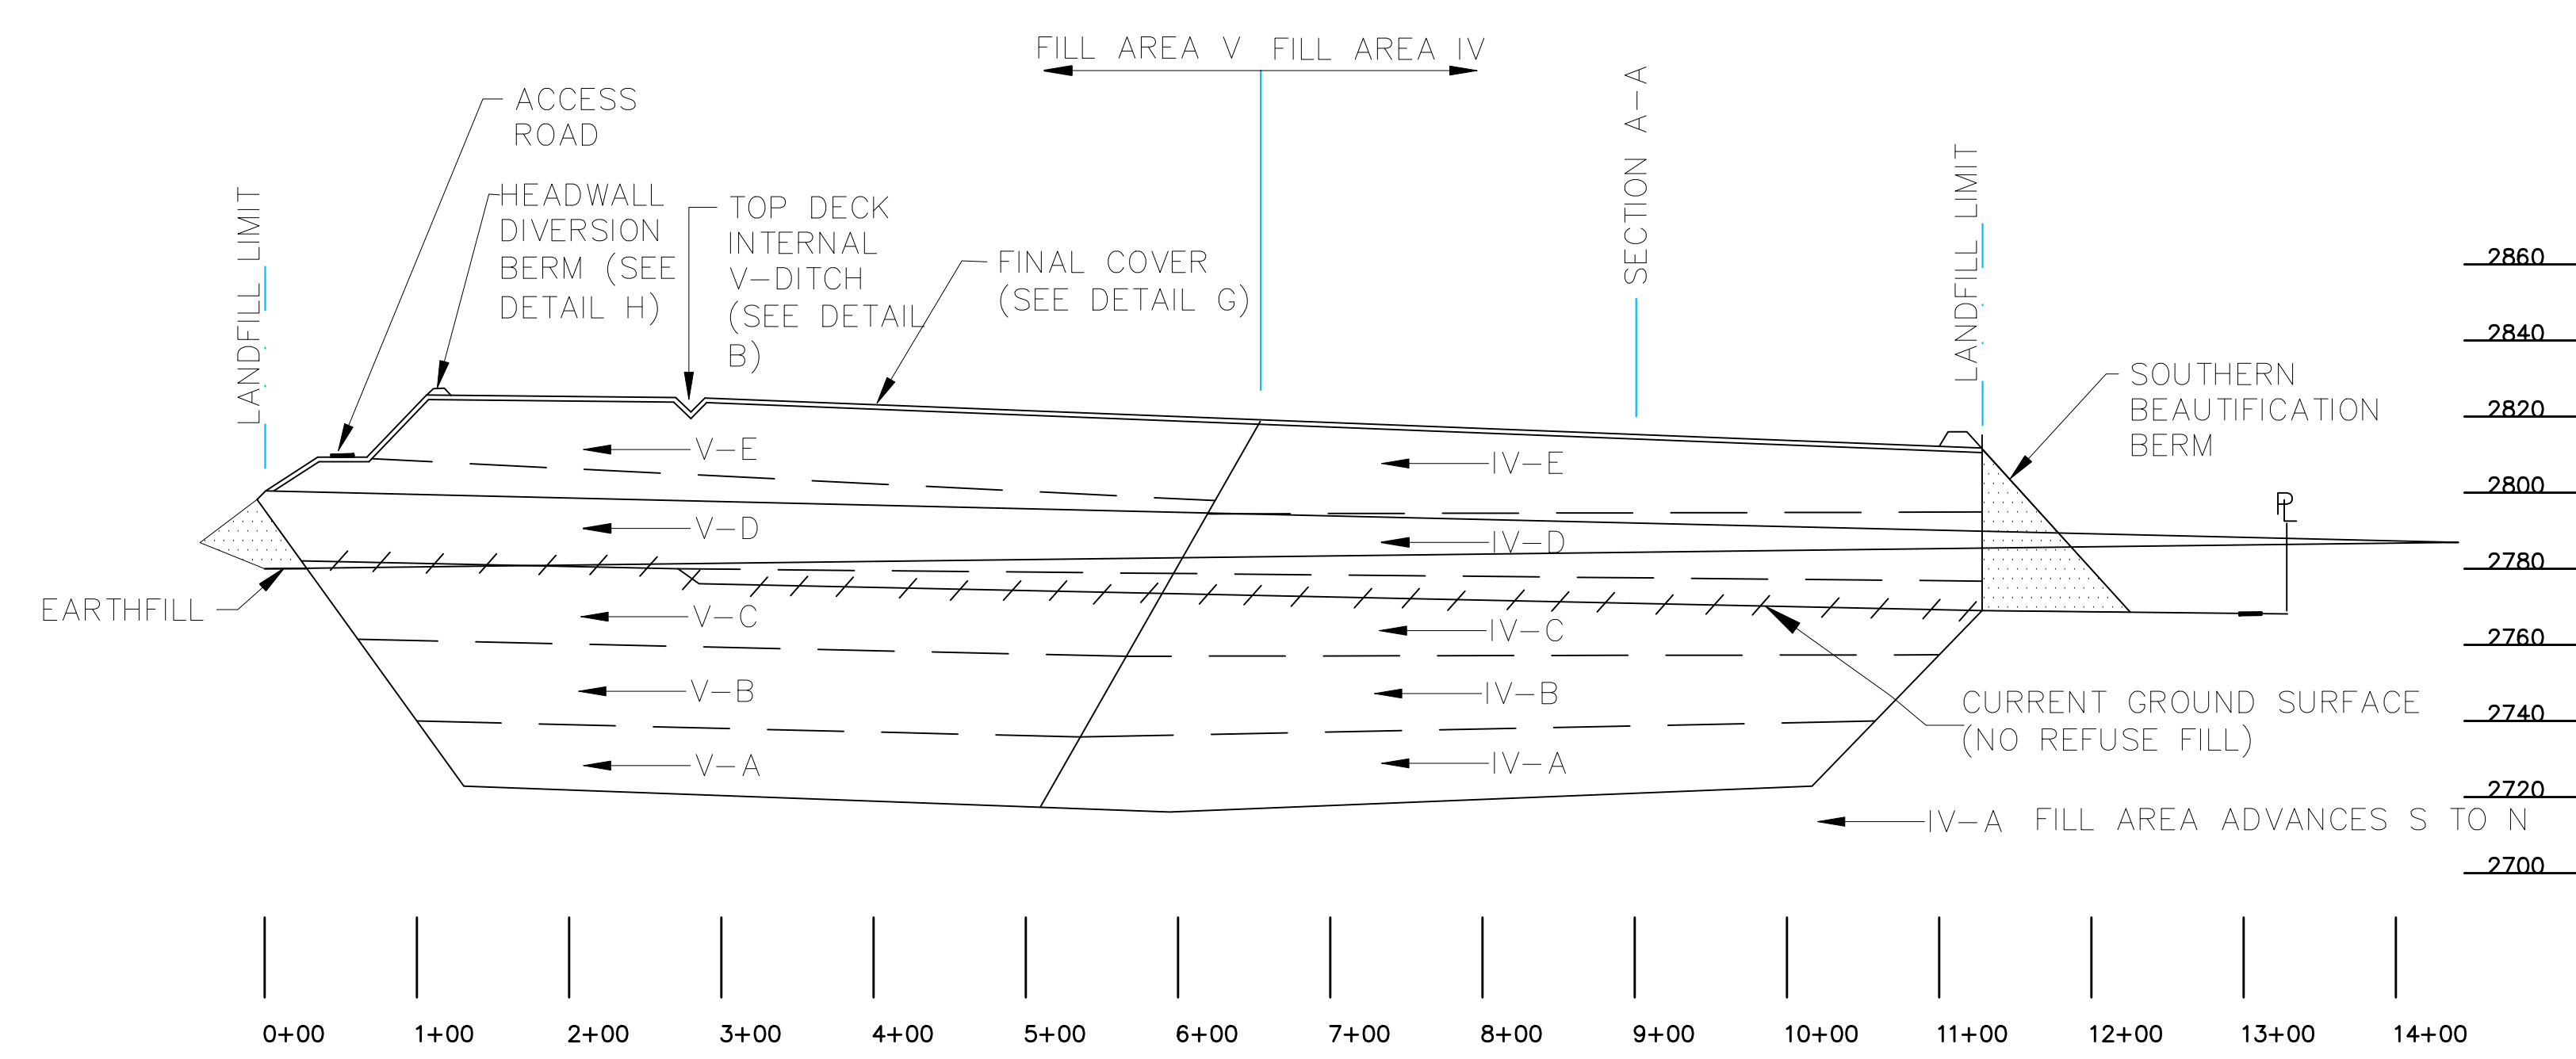 FILL AREA V
FILL AREA IV
ACCESS
ROAD
HEADWALL
DIVERSION
BERM (SEE
DETAIL H)
TOP DECK
INTERNAL
V-DITCH
(SEE DETAIL
B)
FINAL COVER
(SEE DETAIL G)
LANDFILL LIMIT
SECTION A-A
LANDFILL LIMIT
SOUTHERN
BEAUTIFICATION
BERM
PL
EARTHFILL
V-E
V-D
V-C
V-B
V-A
IV-E
IV-D
IV-C
IV-B
IV-A
CURRENT GROUND SURFACE
(NO REFUSE FILL)
IV-A FILL AREA ADVANCES S TO N
2860
2840
2820
2800
2780
2760
2740
2720
2700
0+00 1+00 2+00 3+00 4+00 5+00 6+00 7+00 8+00 9+00 10+00 11+00 12+00 13+00 14+00